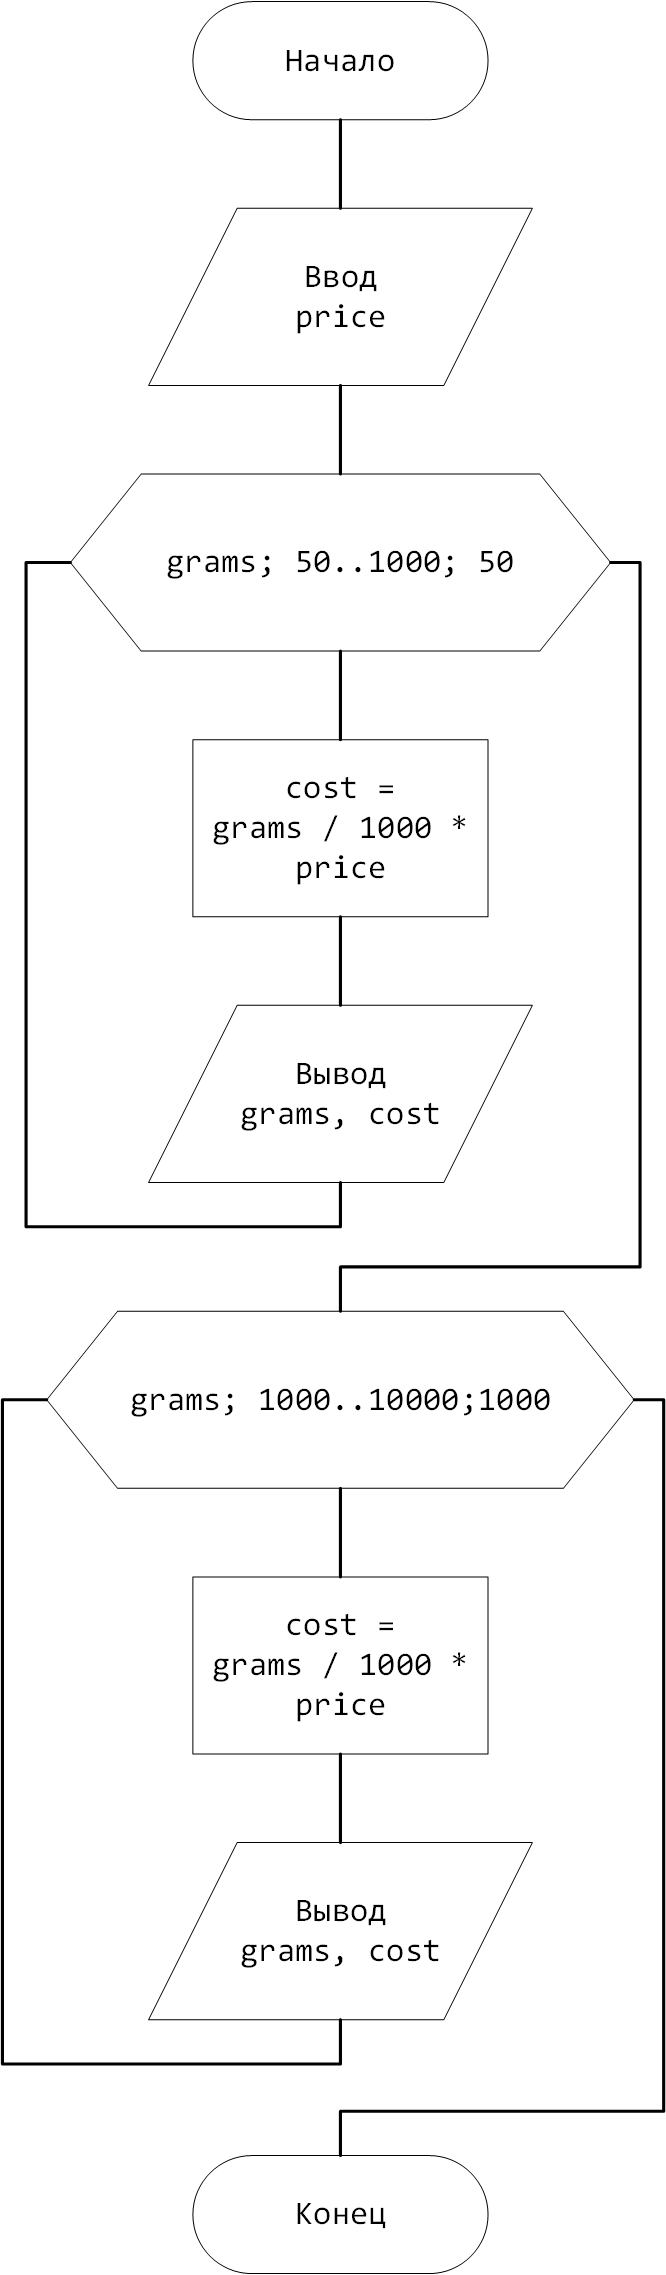 Начало
Ввод
price
grams; 50..1000; 50
cost =
grams / 1000 *
price
Вывод
grams, cost
grams; 1000..10000;1000
cost =
grams / 1000 *
price
Вывод
grams, cost
Конец